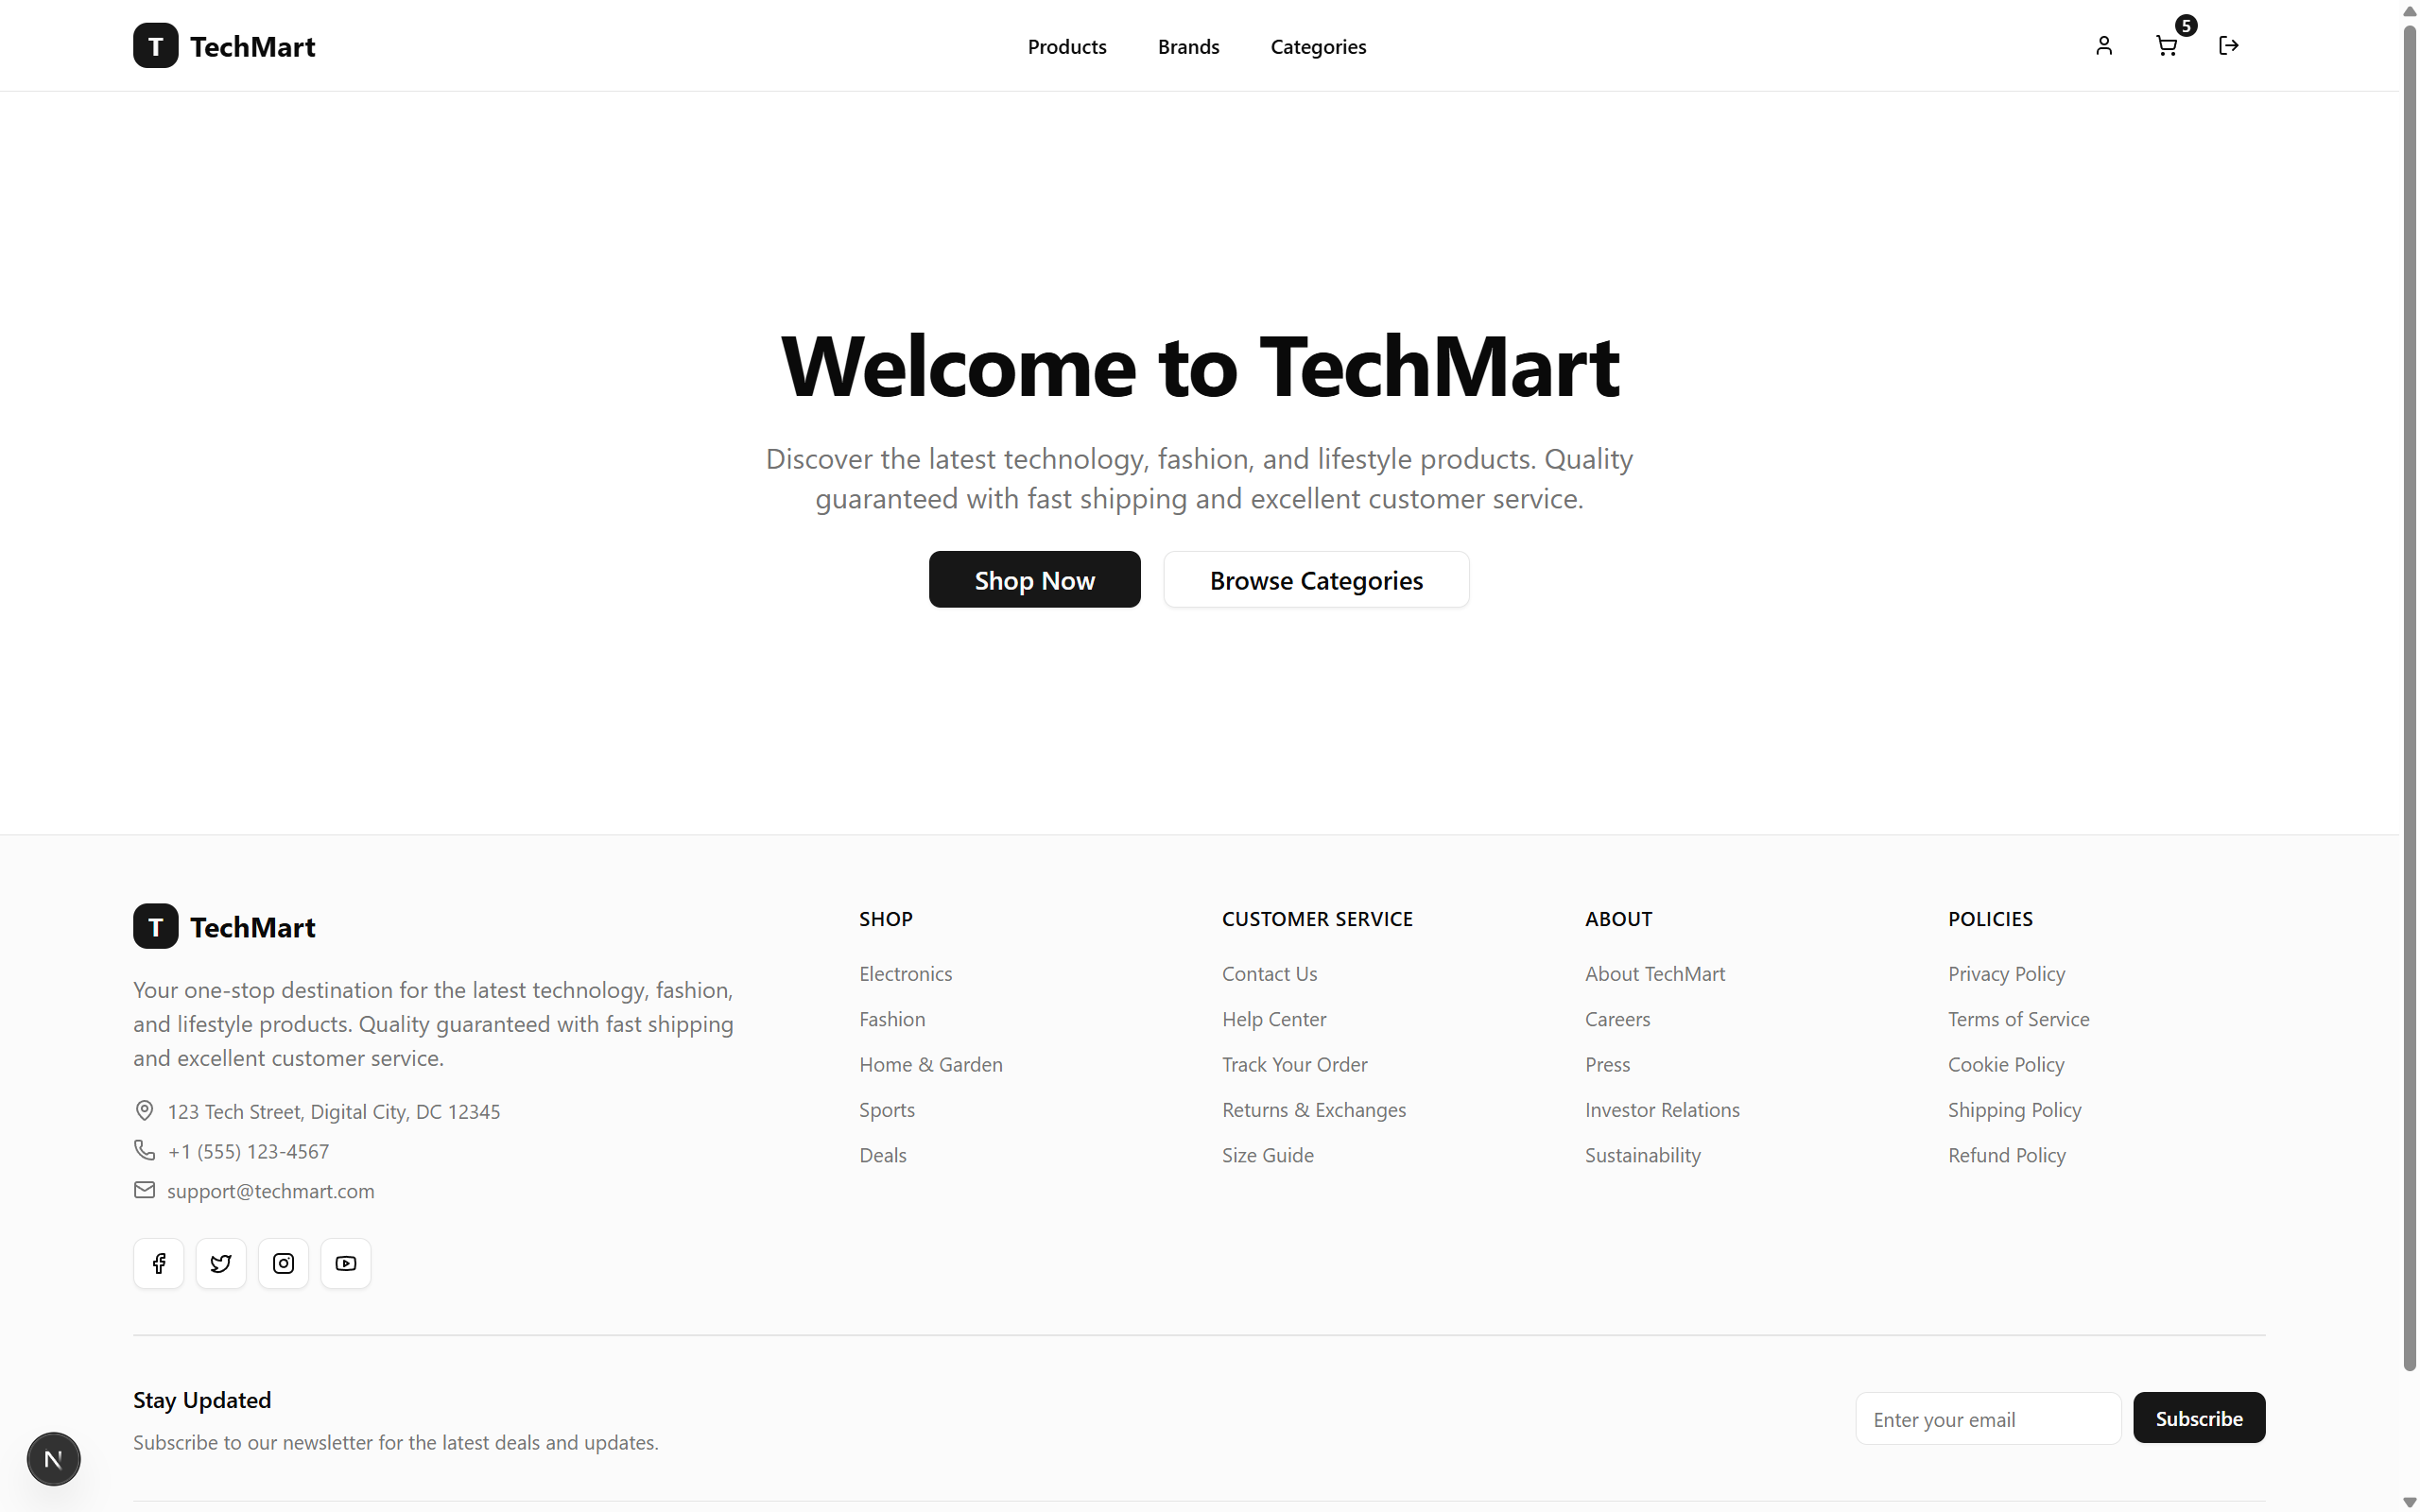 T TechMart
Products Brands Categories
5
Welcome to TechMart
Discover the latest technology, fashion, and lifestyle products. Quality
guaranteed with fast shipping and excellent customer service.
Shop Now Browse Categories
T TechMart
Your one-stop destination for the latest technology, fashion,
and lifestyle products. Quality guaranteed with fast shipping
and excellent customer service.
123 Tech Street, Digital City, DC 12345
+1 (555) 123-4567
support@techmart.com
SHOP
Electronics
Fashion
Home & Garden
Sports
Deals
CUSTOMER SERVICE
Contact Us
Help Center
Track Your Order
Returns & Exchanges
Size Guide
ABOUT
About TechMart
Careers
Press
Investor Relations
Sustainability
POLICIES
Privacy Policy
Terms of Service
Cookie Policy
Shipping Policy
Refund Policy
Stay Updated
Subscribe to our newsletter for the latest deals and updates.
Enter your email Subscribe
N